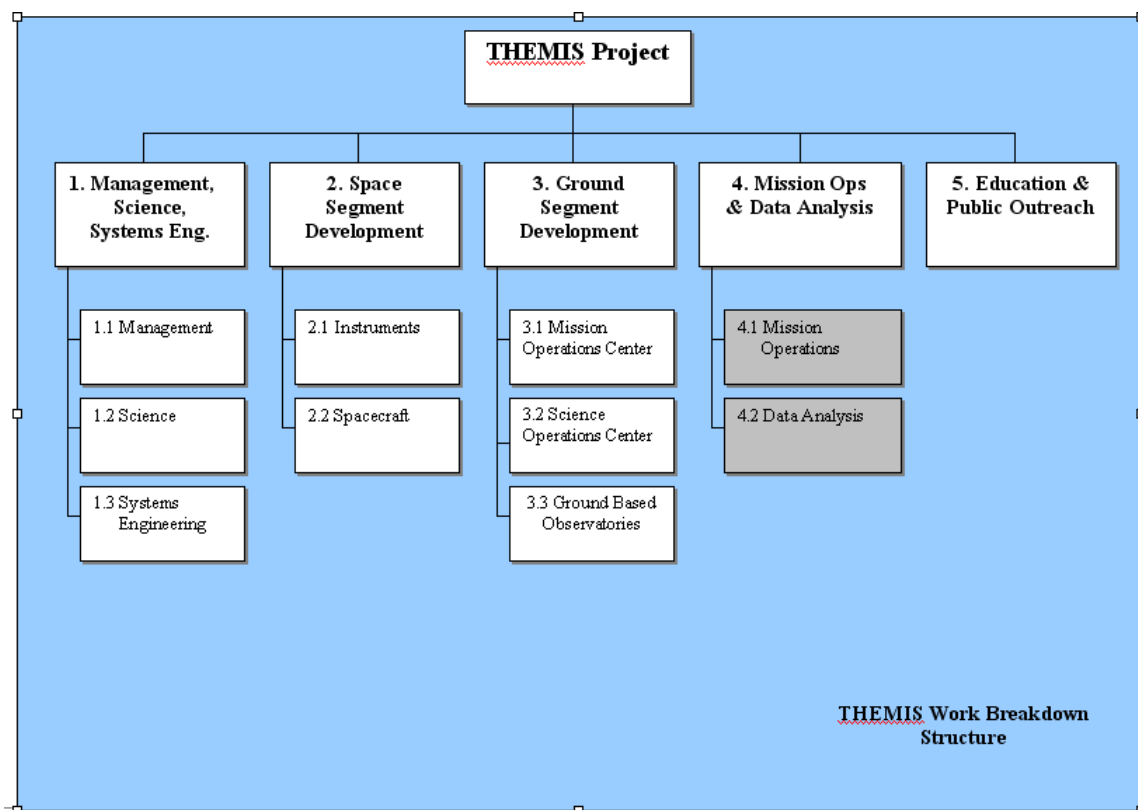 THEMIS Project
1. Management,
Science,
Systems Eng.
2. Space
Segment
Development
3. Ground
Segment
Development
4. Mission Ops
& Data Analysis
5. Education &
Public Outreach
1.1 Management
1.2 Science
1.3 Systems
Engineering
2.1 Instruments
2.2 Spacecraft
3.1 Mission
Operations Center
3.2 Science
Operations Center
3.3 Ground Based
Observatories
4.1 Mission
Operations
4.2 Data Analysis
THEMIS Work Breakdown
Structure